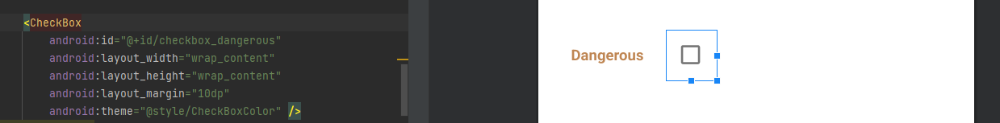 <CheckBox
android:id="@+id/checkbox_dangerous"
android:layout_width="wrap_content"
android:layout_height="wrap_content"
android:layout_margin="10dp"
android:theme="@style/CheckBoxColor" />
Dangerous